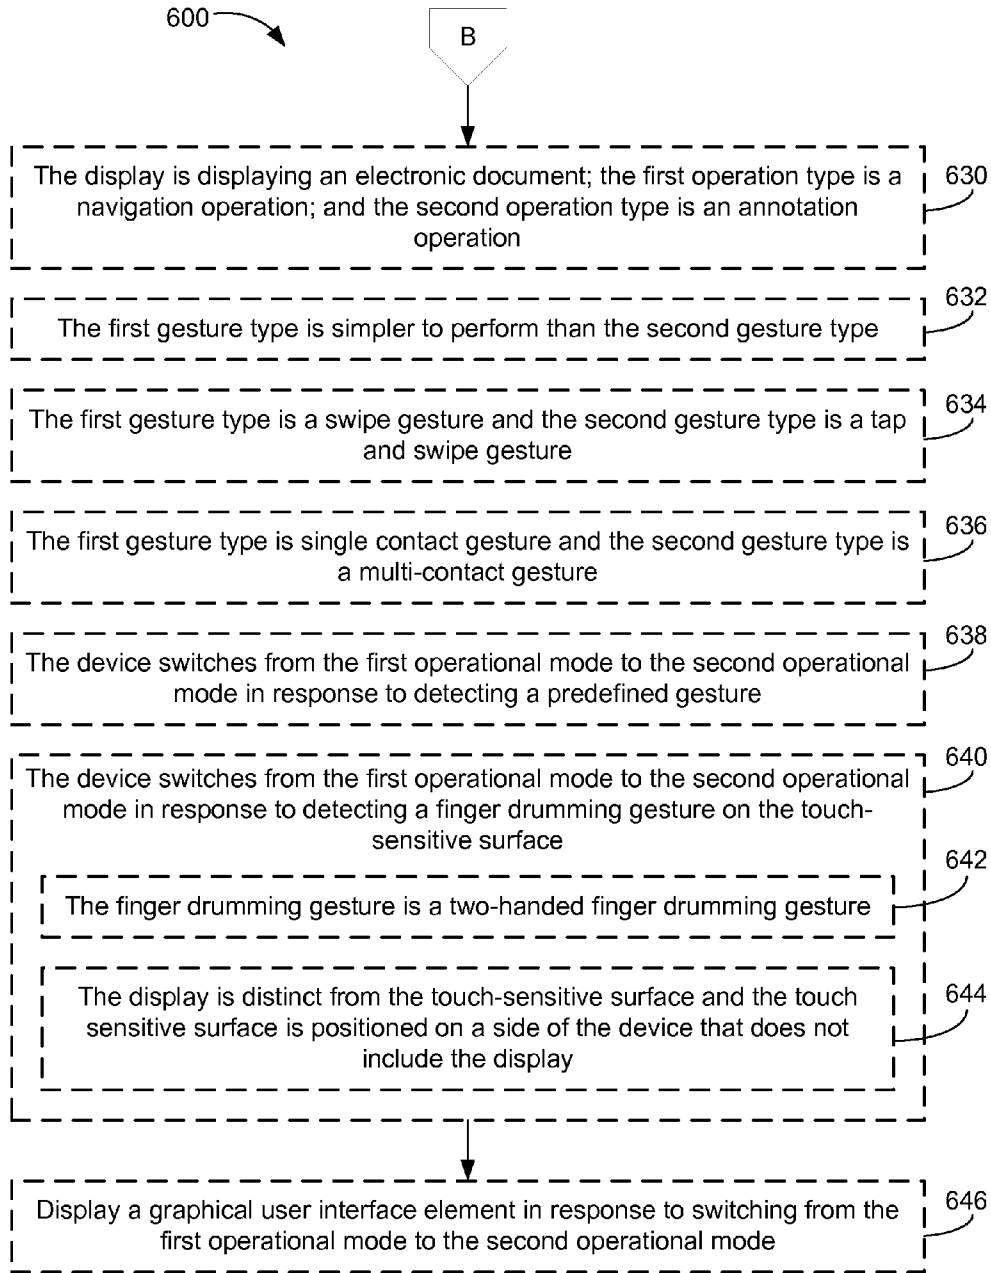 600
B
The display is displaying an electronic document; the first operation type is a
navigation operation; and the second operation type is an annotation
operation
630
The first gesture type is simpler to perform than the second gesture type
632
The first gesture type is a swipe gesture and the second gesture type is a tap
and swipe gesture
634
The first gesture type is single contact gesture and the second gesture type is
a multi-contact gesture
636
The device switches from the first operational mode to the second operational
mode in response to detecting a predefined gesture
638
The device switches from the first operational mode to the second operational
mode in response to detecting a finger drumming gesture on the touch-
sensitive surface
640
The finger drumming gesture is a two-handed finger drumming gesture
642
The display is distinct from the touch-sensitive surface and the touch
sensitive surface is positioned on a side of the device that does not
include the display
644
Display a graphical user interface element in response to switching from the
first operational mode to the second operational mode
646